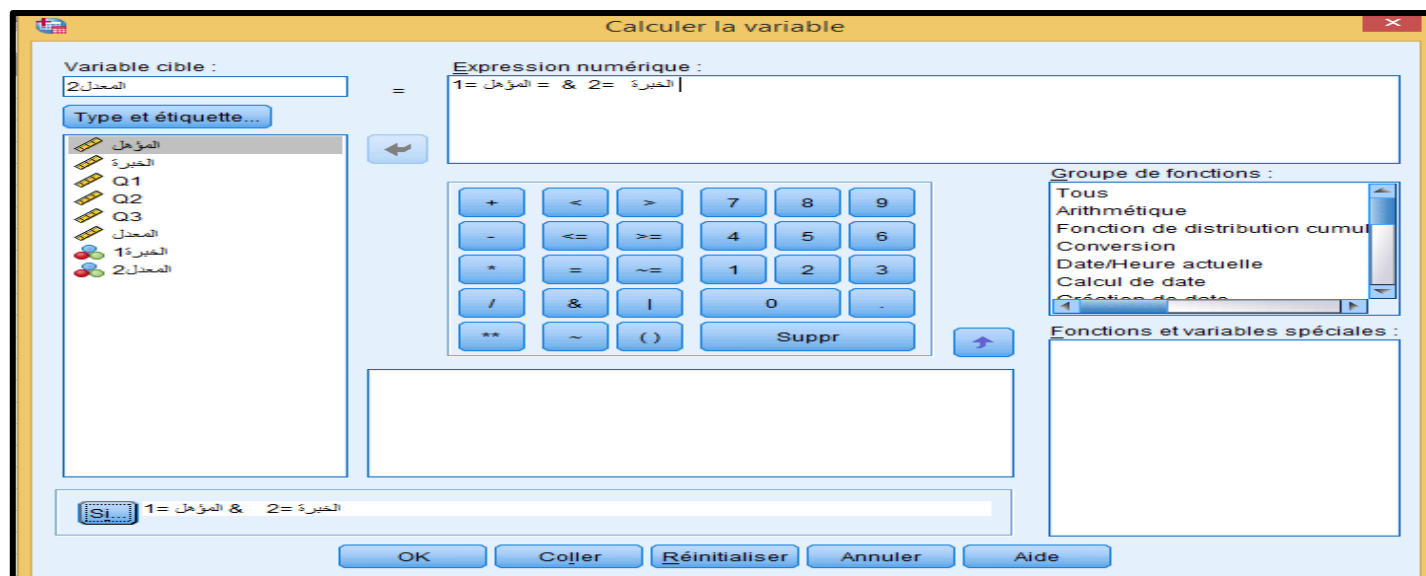 Calculer la variable
Variable cible :
المعدل2
Type et étiquette...
المؤهل
الخبرة
Q1
Q2
Q3
المعدل
الخبرة1
المعدل2
=
Expression numérique :
1= المؤهل = & 2= الخبرة
+ < > 7 8 9
- <= >= 4 5 6
* = ~= 1 2 3
/ & | 0 .
** ~ ( ) Suppr
Groupe de fonctions :
Tous
Arithmétique
Fonction de distribution cumul
Conversion
Date/Heure actuelle
Calcul de date
Création de date
Fonctions et variables spéciales :
Si... 1= المؤهل & 2= الخبرة
OK Coller Réinitialiser Annuler Aide